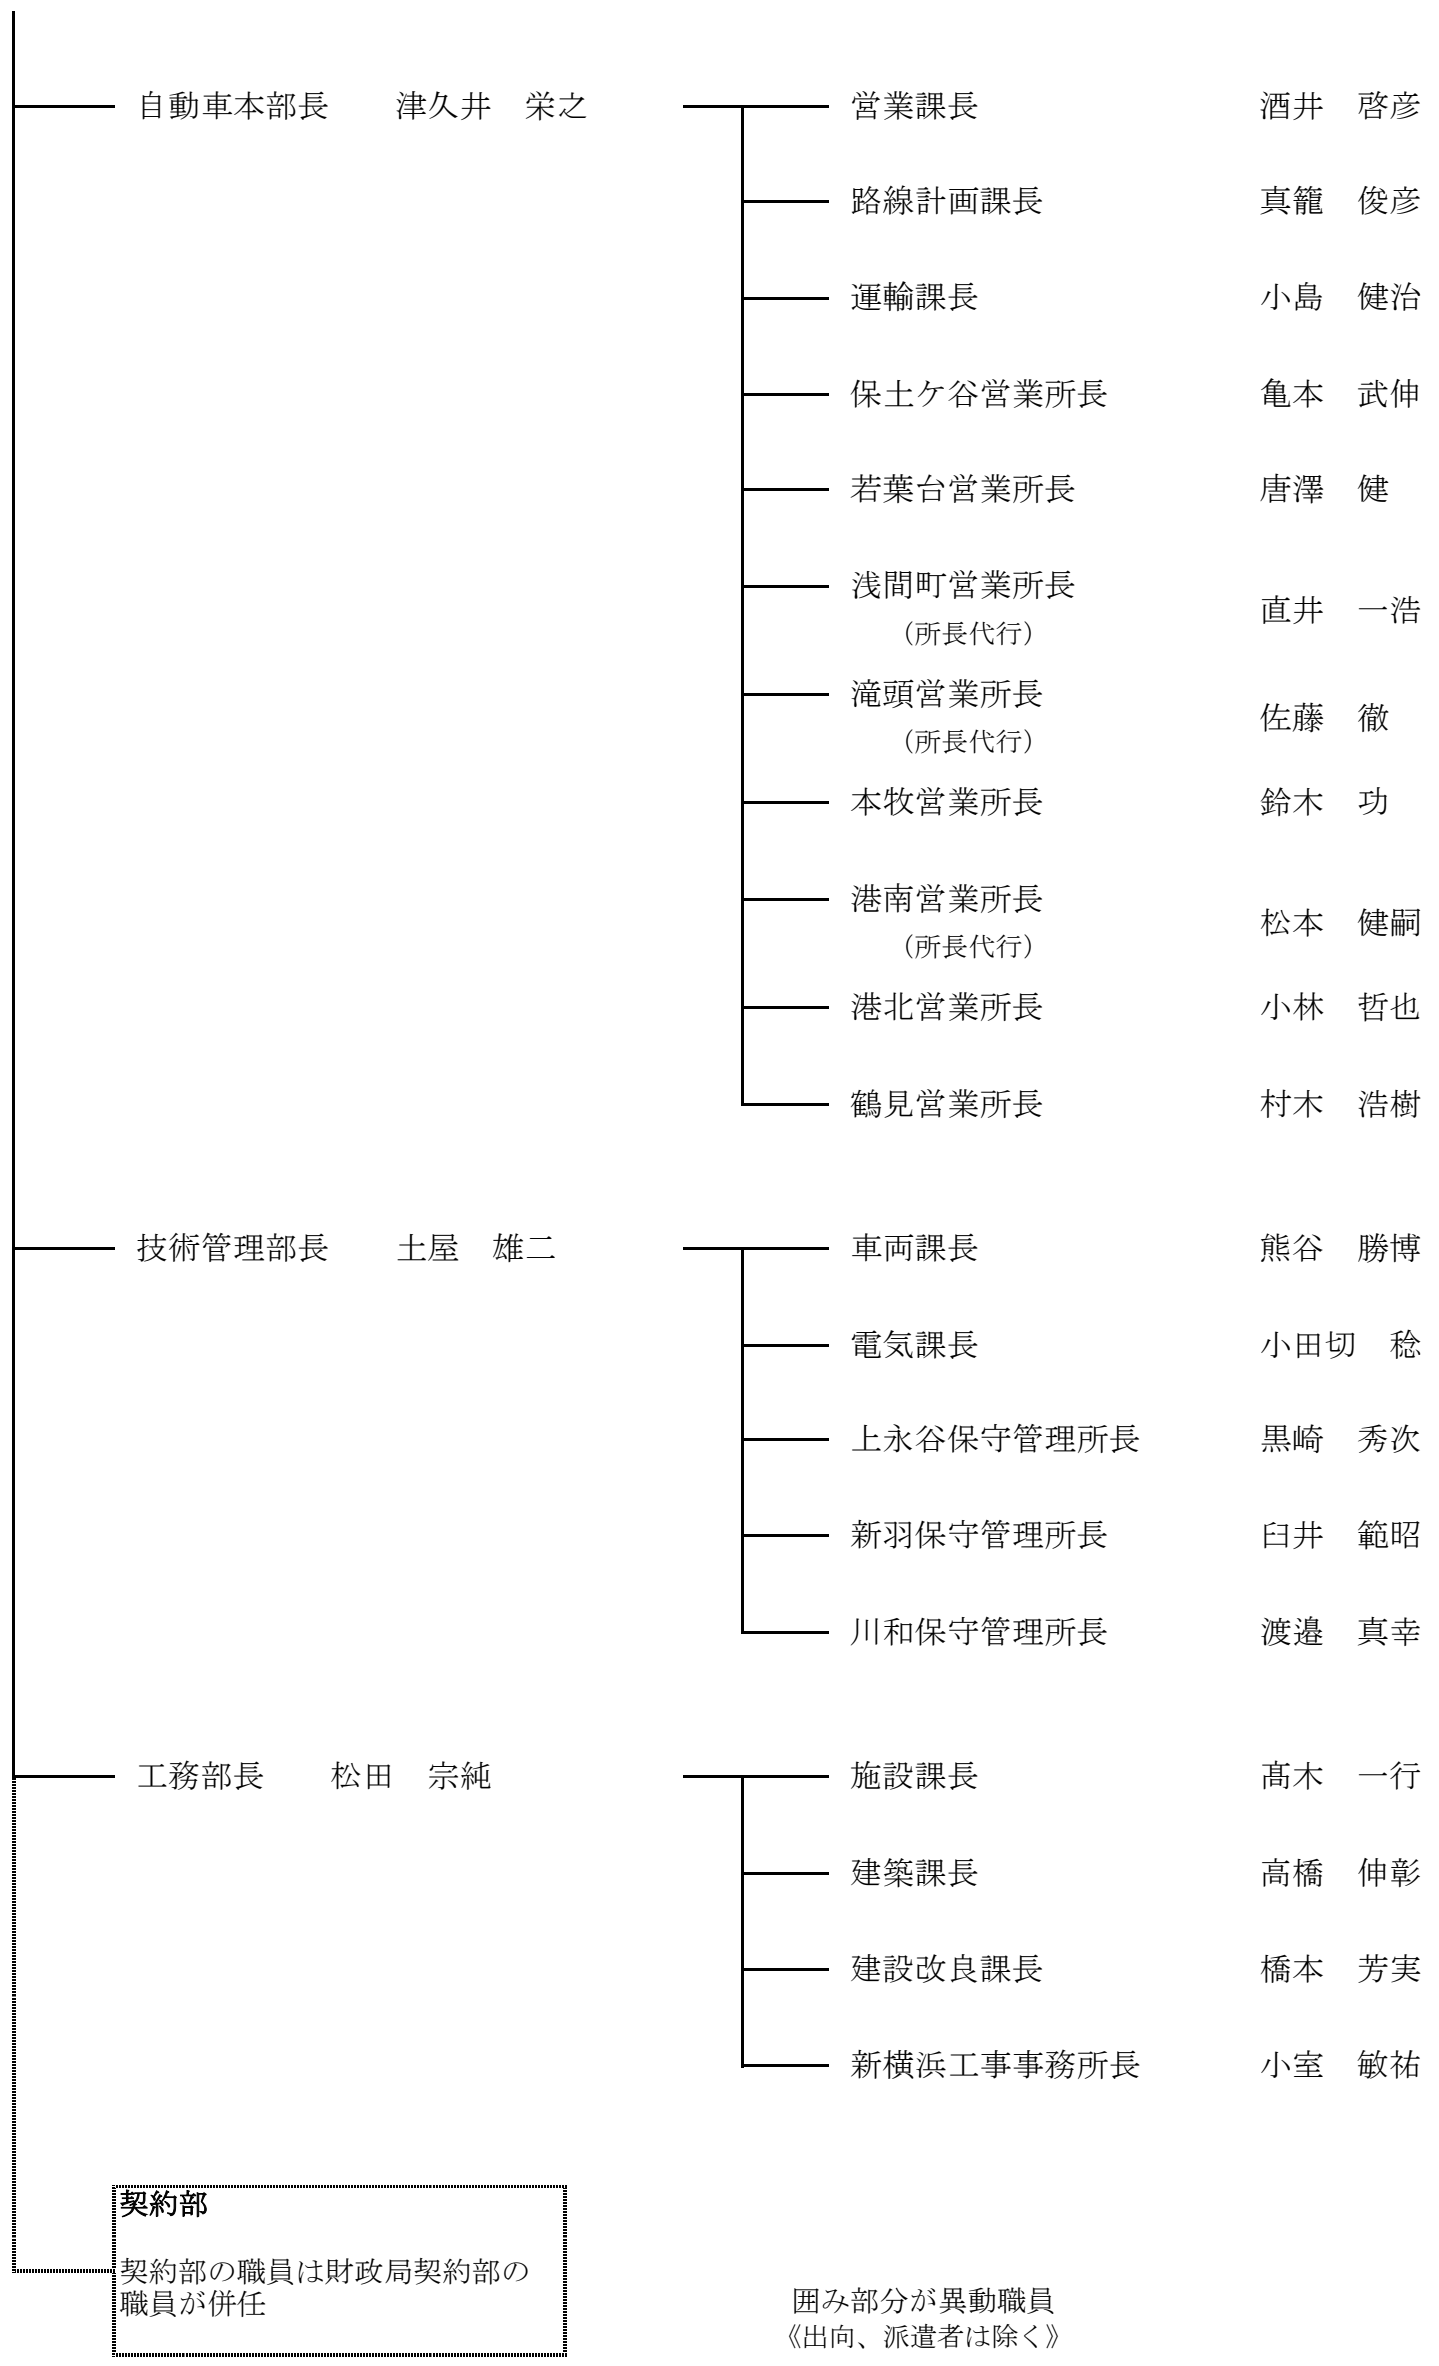 自動車本部長　　津久井　栄之　　営業課長　　酒井　啓彦
路線計画課長　　真籠　俊彦
運輸課長　　小島　健治
保土ケ谷営業所長　　亀本　武伸
若葉台営業所長　　唐澤　健
浅間町営業所長　　直井　一浩
（所長代行）
滝頭営業所長　　佐藤　徹
（所長代行）
本牧営業所長　　鈴木　功
港南営業所長　　松本　健嗣
（所長代行）
港北営業所長　　小林　哲也
鶴見営業所長　　村木　浩樹
技術管理部長　　土屋　雄二　　車両課長　　熊谷　勝博
電気課長　　小田切　稔
上永谷保守管理所長　　黒崎　秀次
新羽保守管理所長　　臼井　範昭
川和保守管理所長　　渡邉　真幸
工務部長　　松田　宗純　　施設課長　　髙木　一行
建築課長　　高橋　伸彰
建設改良課長　　橋本　芳実
新横浜工事事務所長　　小室　敏祐
契約部
契約部の職員は財政局契約部の
職員が併任
囲み部分が異動職員
《出向、派遣者は除く》